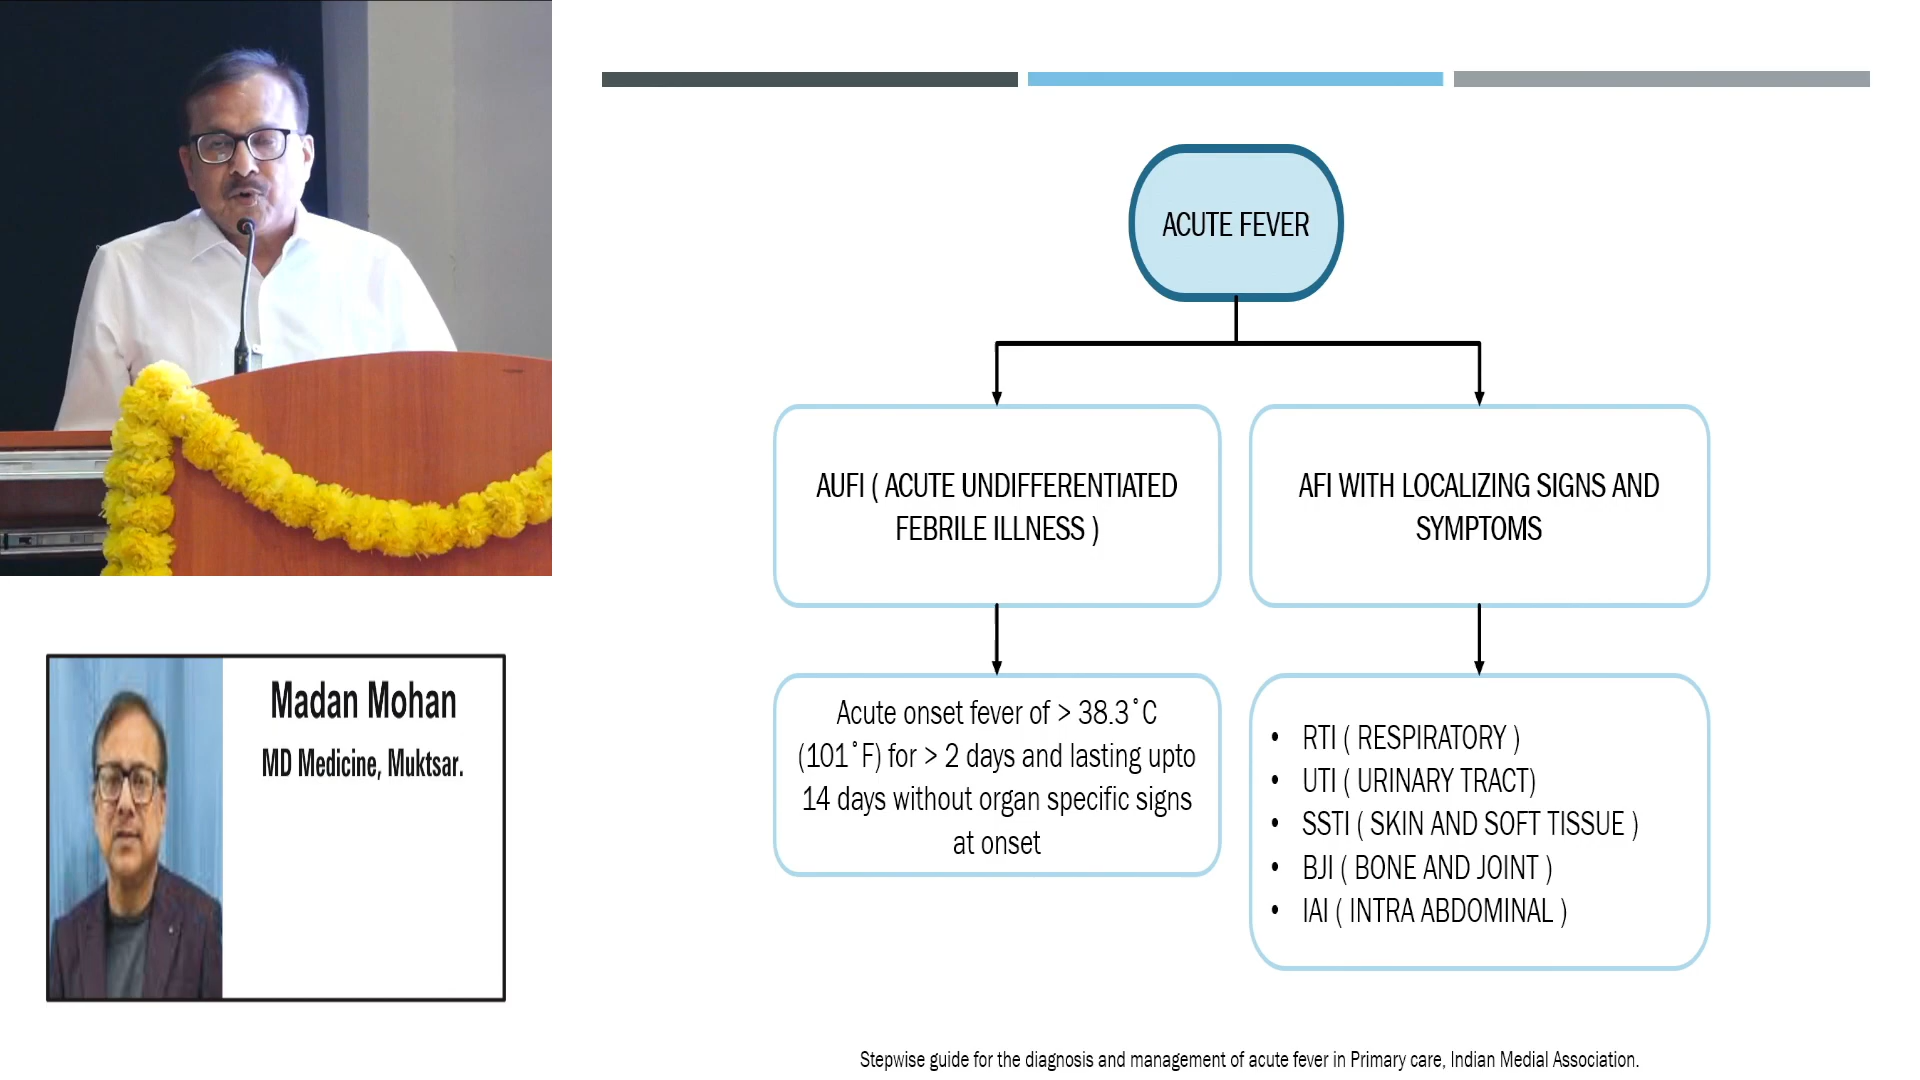 Madan Mohan
MD Medicine, Muktsar.
ACUTE FEVER
AUFI ( ACUTE UNDIFFERENTIATED
FEBRILE ILLNESS )
AFI WITH LOCALIZING SIGNS AND
SYMPTOMS
Acute onset fever of > 38.3˚C
(101˚F) for > 2 days and lasting upto
14 days without organ specific signs
at onset
• RTI ( RESPIRATORY )
• UTI ( URINARY TRACT)
• SSTI ( SKIN AND SOFT TISSUE )
• BJI ( BONE AND JOINT )
• IAI ( INTRA ABDOMINAL )
Stepwise guide for the diagnosis and management of acute fever in Primary care, Indian Medial Association.